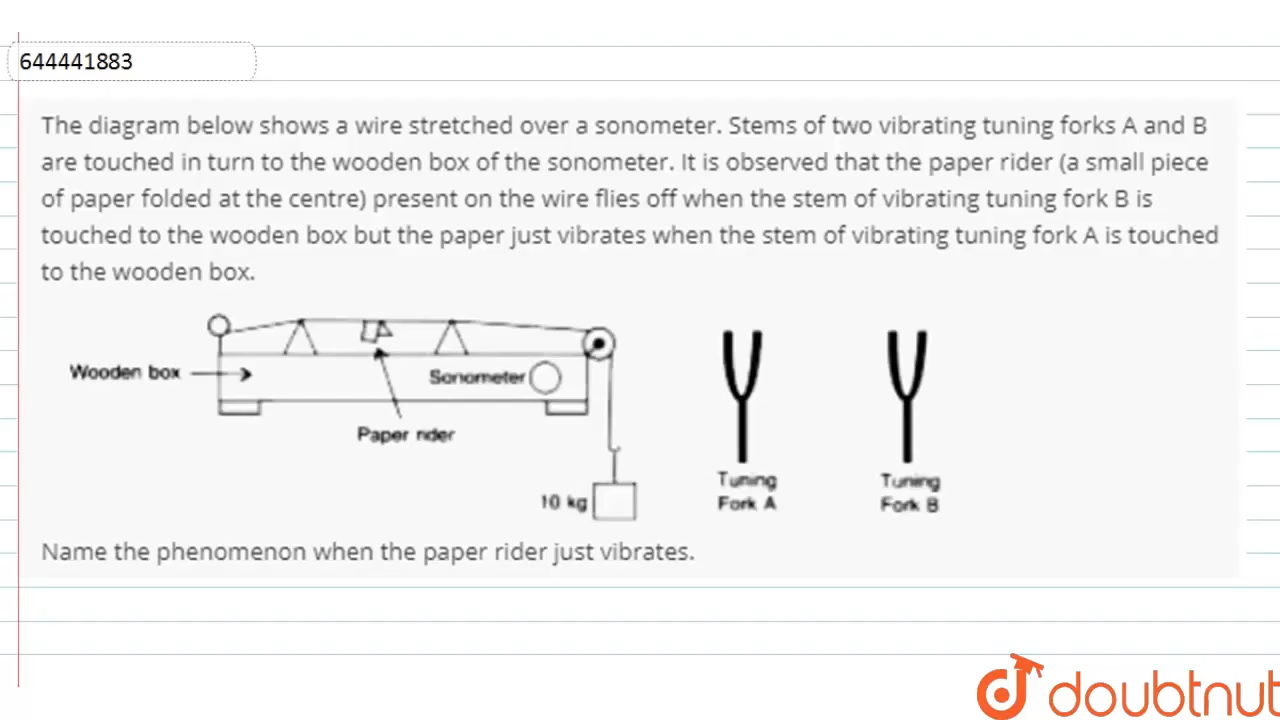 644441883
The diagram below shows a wire stretched over a sonometer. Stems of two vibrating tuning forks A and B
are touched in turn to the wooden box of the sonometer. It is observed that the paper rider (a small piece
of paper folded at the centre) present on the wire flies off when the stem of vibrating tuning fork B is
touched to the wooden box but the paper just vibrates when the stem of vibrating tuning fork A is touched
to the wooden box.
Wooden box
Sonometer
Paper rider
10 kg
Tuning
Fork A
Tuning
Fork B
Name the phenomenon when the paper rider just vibrates.
doubtnut